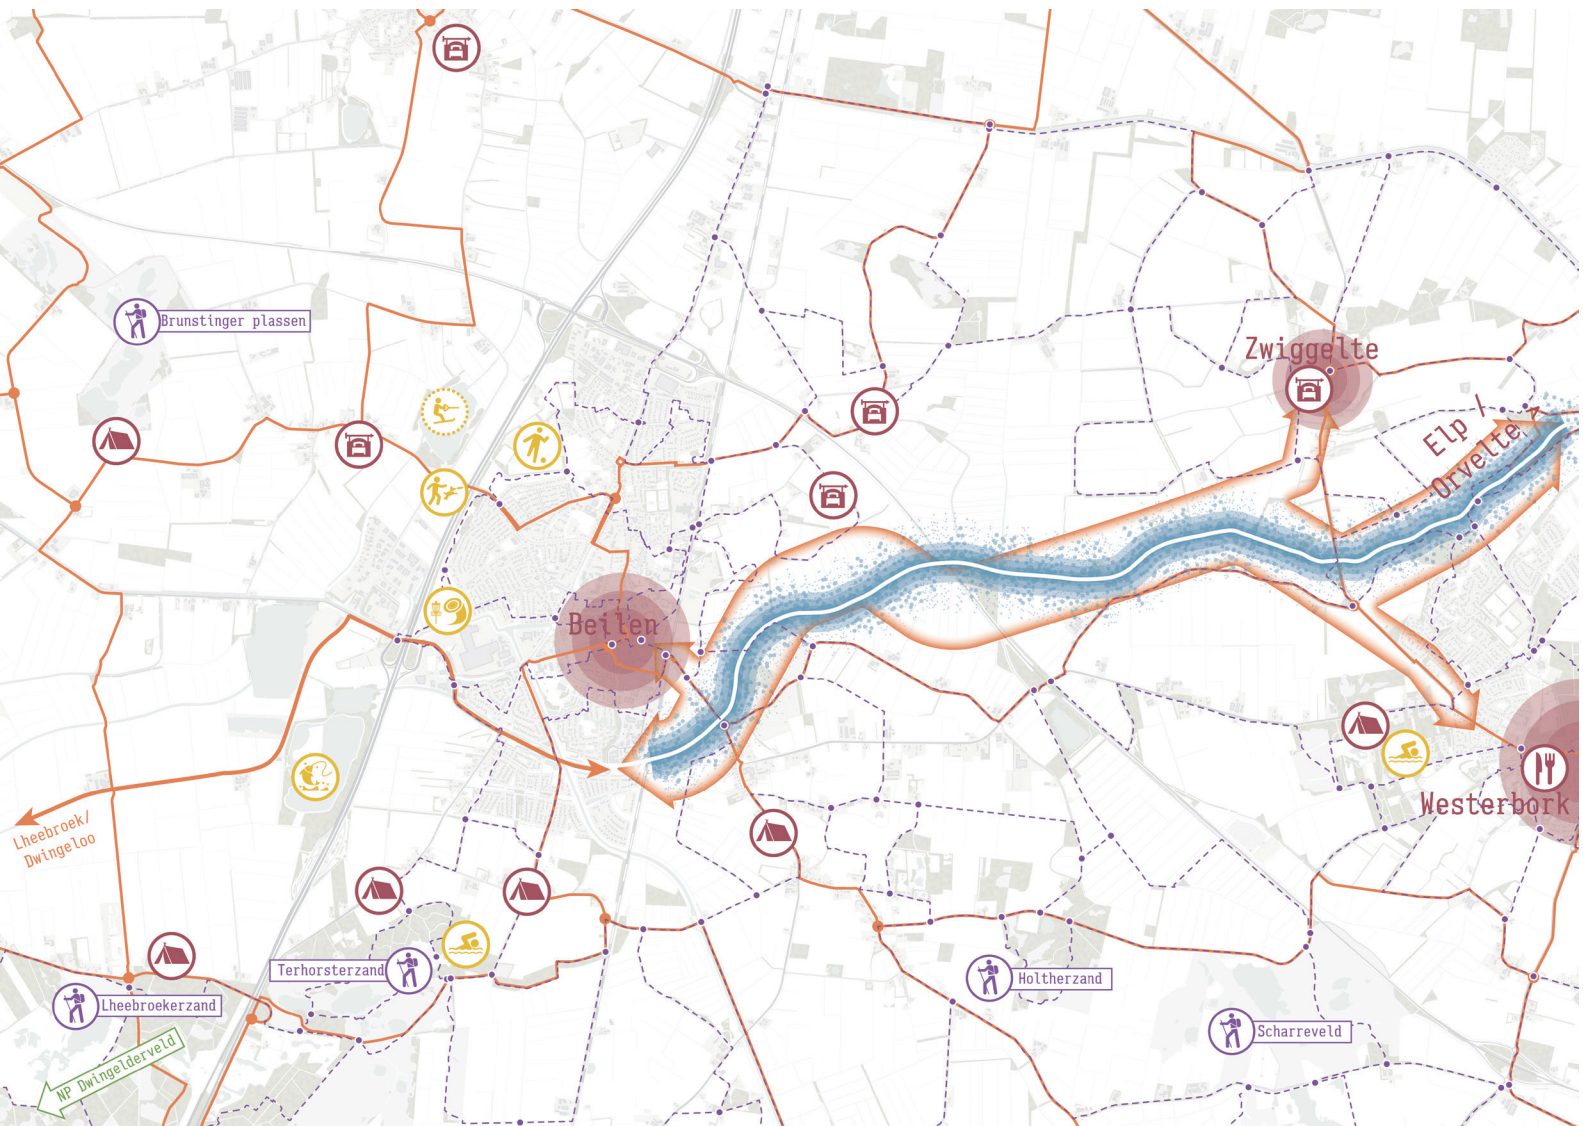 Brunstinger plassen
Zwiggelte
Elp /
Orvelte
Beilen
Westerbork
Lheebroek/
Dwingeloo
Terhorsterzand
Holtherzand
Lheebroekerzand
Scharreveld
NP Dwingelderveld